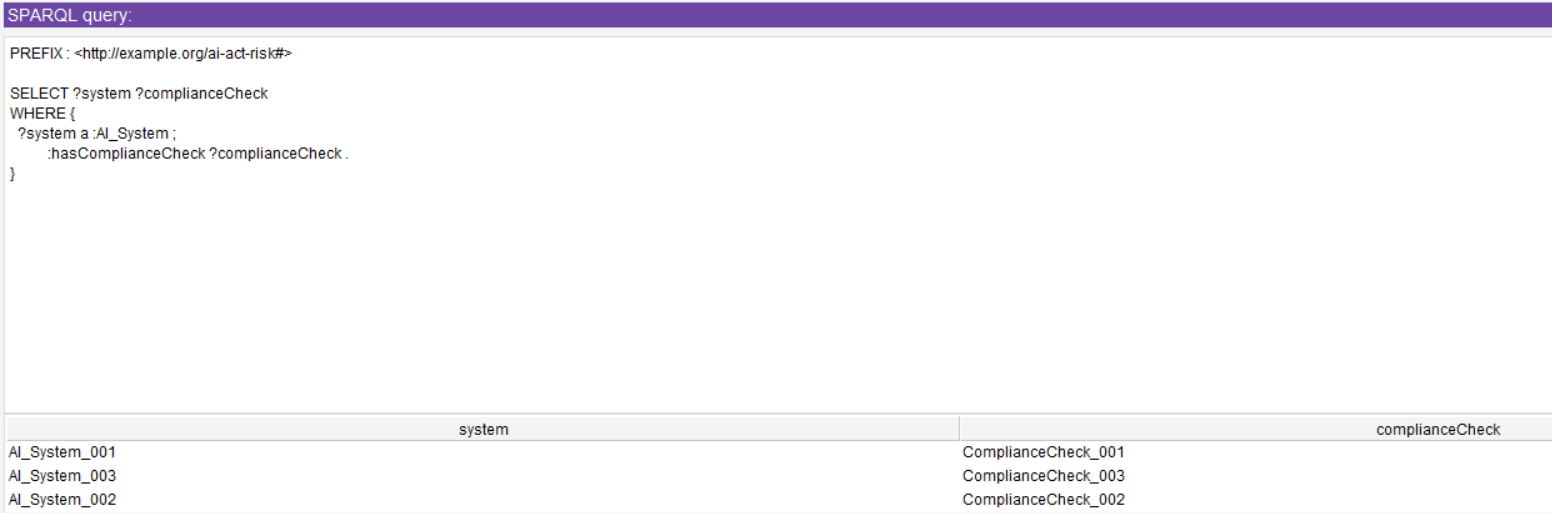 SPARQL query:
PREFIX : <http://example.org/ai-act-risk#>
SELECT ?system ?complianceCheck
WHERE {
?system a :AI_System ;
:hasComplianceCheck ?complianceCheck .
}
system complianceCheck
AI_System_001 ComplianceCheck_001
AI_System_003 ComplianceCheck_003
AI_System_002 ComplianceCheck_002